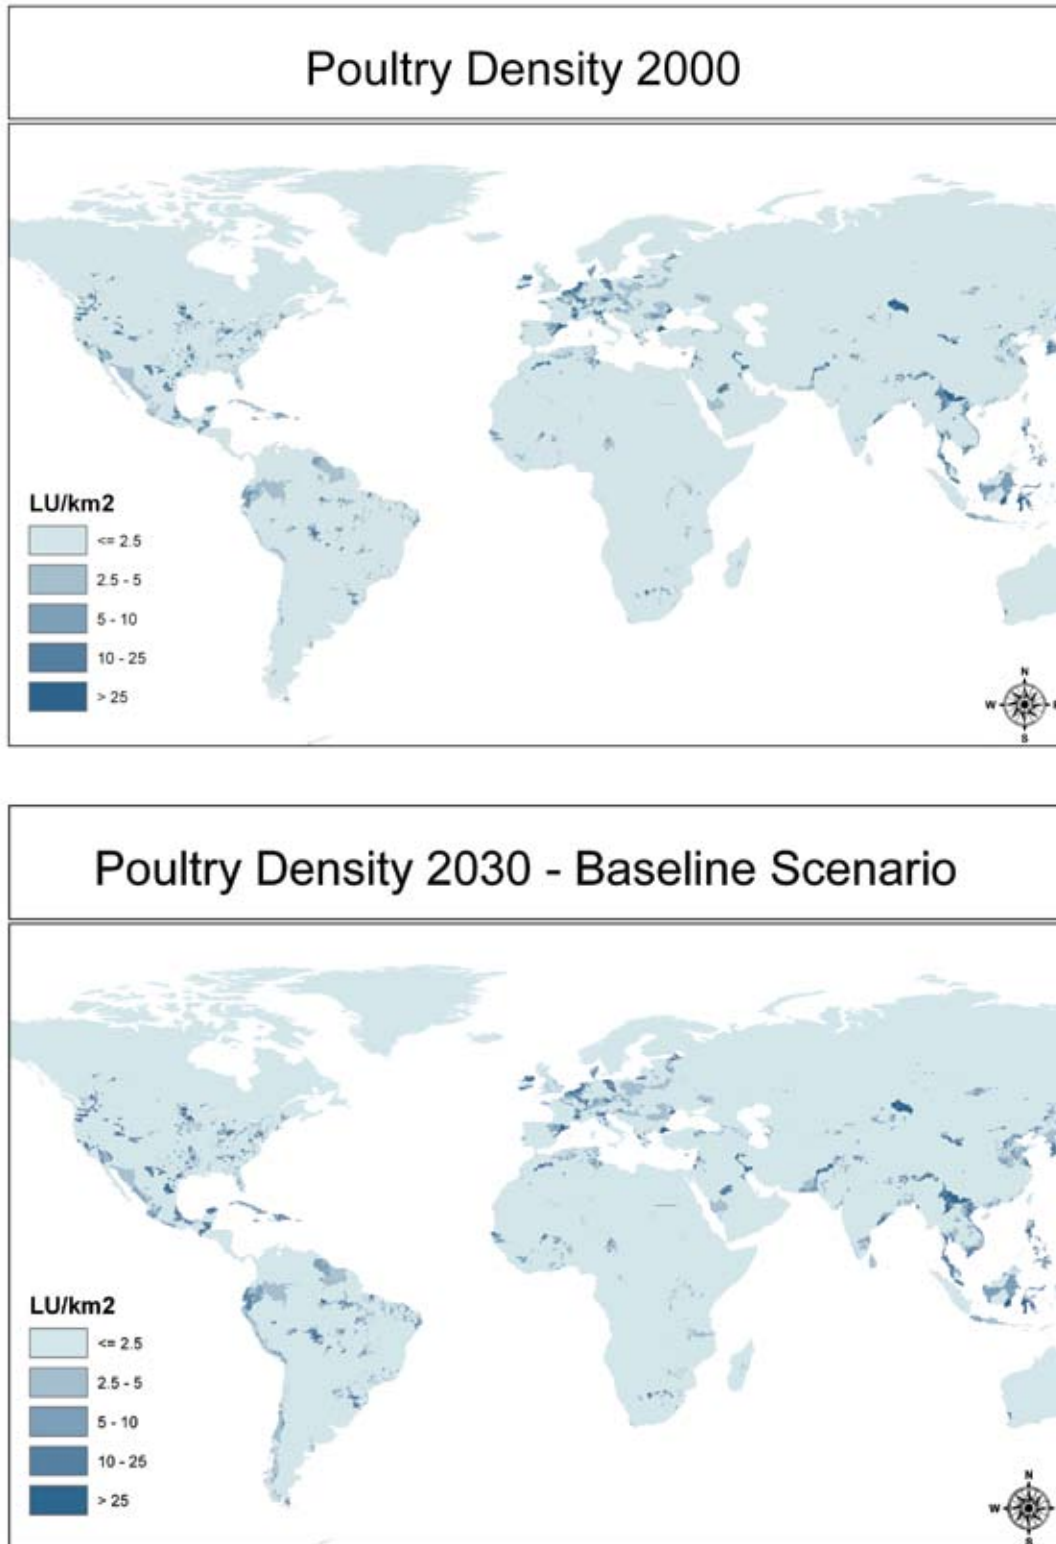 Poultry Density 2000
LU/km2
<= 2.5
2.5 - 5
5 - 10
10 - 25
> 25
N
W
S
Poultry Density 2030 - Baseline Scenario
LU/km2
<= 2.5
2.5 - 5
5 - 10
10 - 25
> 25
N
W
S